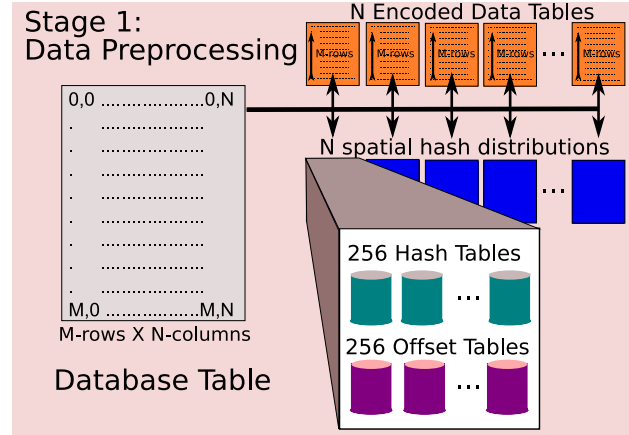 Stage 1:
Data Preprocessing
N Encoded Data Tables
M-rows M-rows M-rows M-rows ... M-rows
0,0 ......................0,N
. ..........................
. ..........................
. ..........................
. ..........................
. ..........................
. ..........................
. ..........................
M,0 ......................M,N
M-rows X N-columns
Database Table
N spatial hash distributions
...
256 Hash Tables
...
256 Offset Tables
...